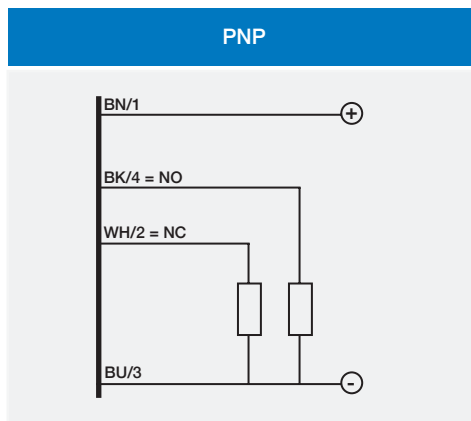 PNP
BN/1
+
BK/4 = NO
WH/2 = NC
BU/3
-